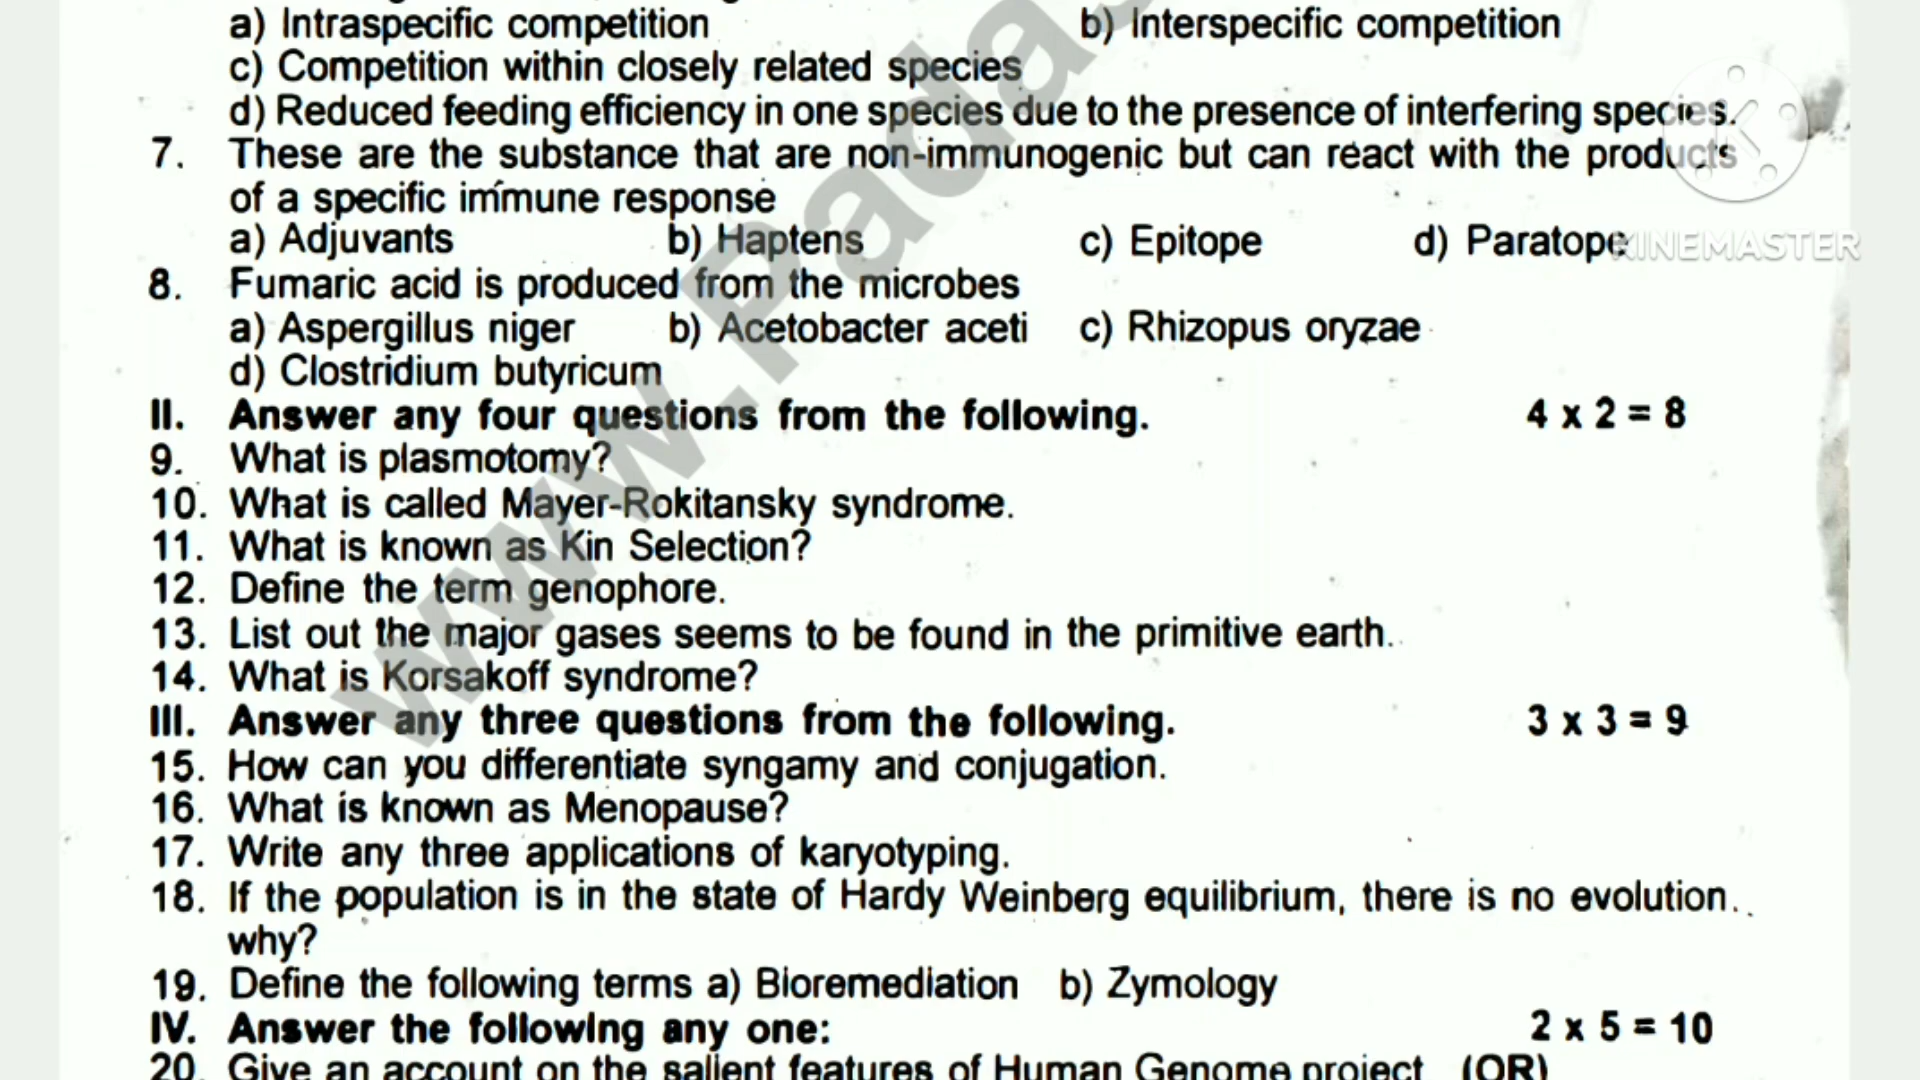 a) Intraspecific competition b) Interspecific competition
c) Competition within closely related species
d) Reduced feeding efficiency in one species due to the presence of interfering species.
7. These are the substance that are non-immunogenic but can react with the products
of a specific immune response
a) Adjuvants b) Haptens c) Epitope d) Paratope
KINEMASTER
8. Fumaric acid is produced from the microbes
a) Aspergillus niger b) Acetobacter aceti c) Rhizopus oryzae
d) Clostridium butyricum
II. Answer any four questions from the following. 4 x 2 = 8
9. What is plasmotomy?
10. What is called Mayer-Rokitansky syndrome.
11. What is known as Kin Selection?
12. Define the term genophore.
13. List out the major gases seems to be found in the primitive earth.
14. What is Korsakoff syndrome?
III. Answer any three questions from the following. 3 x 3 = 9
15. How can you differentiate syngamy and conjugation.
16. What is known as Menopause?
17. Write any three applications of karyotyping.
18. If the population is in the state of Hardy Weinberg equilibrium, there is no evolution.
why?
19. Define the following terms a) Bioremediation b) Zymology
IV. Answer the following any one: 2 x 5 = 10
20. Give an account on the salient features of Human Genome project (OR)
www.Padas